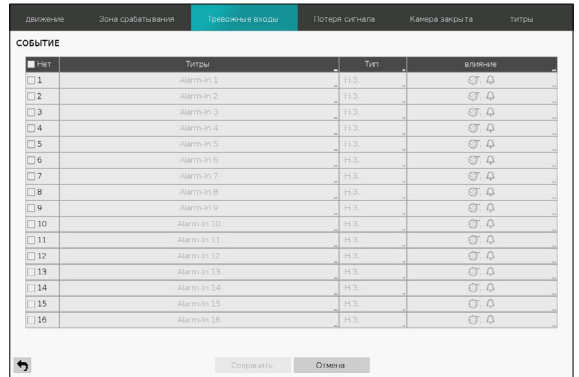 движение Зона срабатывания Тревожные входы Потеря сигнала Камера закрыта титры
СОБЫТИЕ
Нет Титры Тип влияние
1 Alarm-In 1 Н.З.
2 Alarm-In 2 Н.З.
3 Alarm-In 3 Н.З.
4 Alarm-In 4 Н.З.
5 Alarm-In 5 Н.З.
6 Alarm-In 6 Н.З.
7 Alarm-In 7 Н.З.
8 Alarm-In 8 Н.З.
9 Alarm-In 9 Н.З.
10 Alarm-In 10 Н.З.
11 Alarm-In 11 Н.З.
12 Alarm-In 12 Н.З.
13 Alarm-In 13 Н.З.
14 Alarm-In 14 Н.З.
15 Alarm-In 15 Н.З.
16 Alarm-In 16 Н.З.
Сохранить Отмена